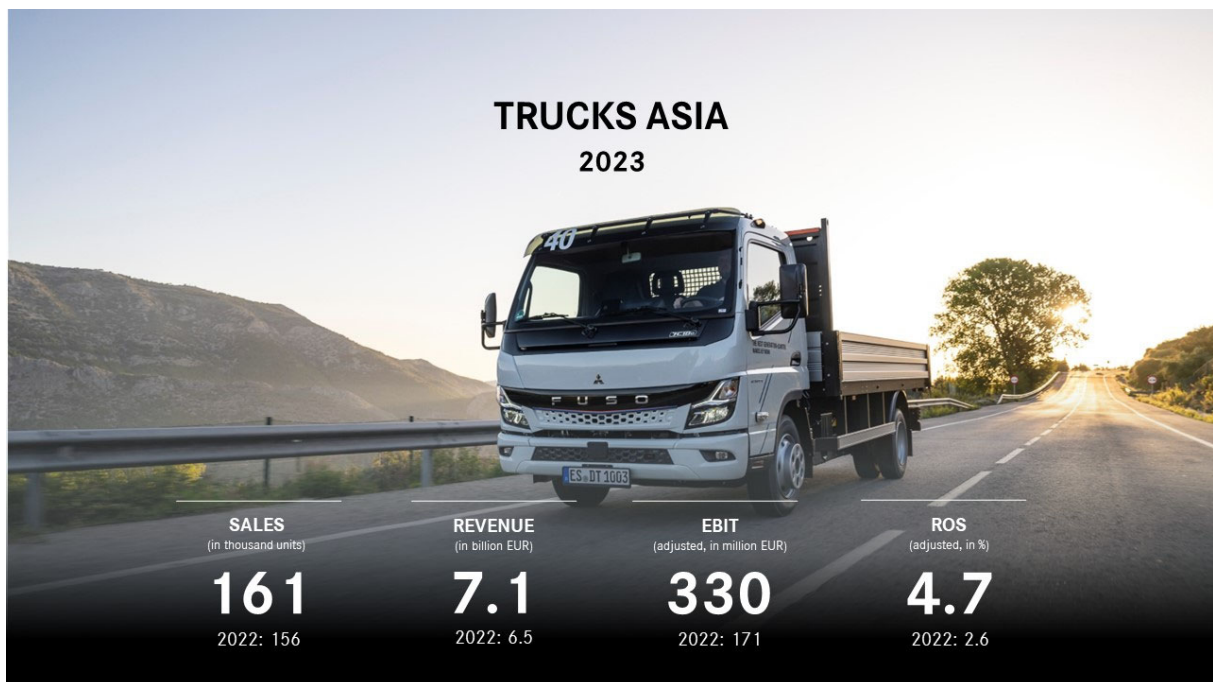 TRUCKS ASIA
2023
40
FUSO
ES DT 1003
SALES
(in thousand units)
161
2022: 156
REVENUE
(in billion EUR)
7.1
2022: 6.5
EBIT
(adjusted, in million EUR)
330
2022: 171
ROS
(adjusted, in %)
4.7
2022: 2.6